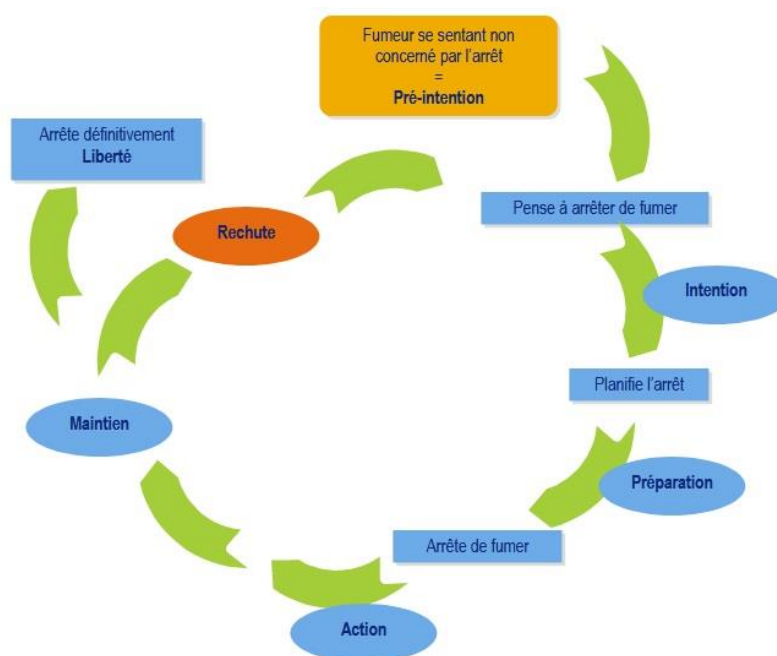 Fumeur se sentant non
concerné par l'arrêt
=
Pré-intention
Pense à arrêter de fumer
Intention
Planifie l'arrêt
Préparation
Arrête de fumer
Action
Maintien
Rechute
Arrête définitivement
Liberté